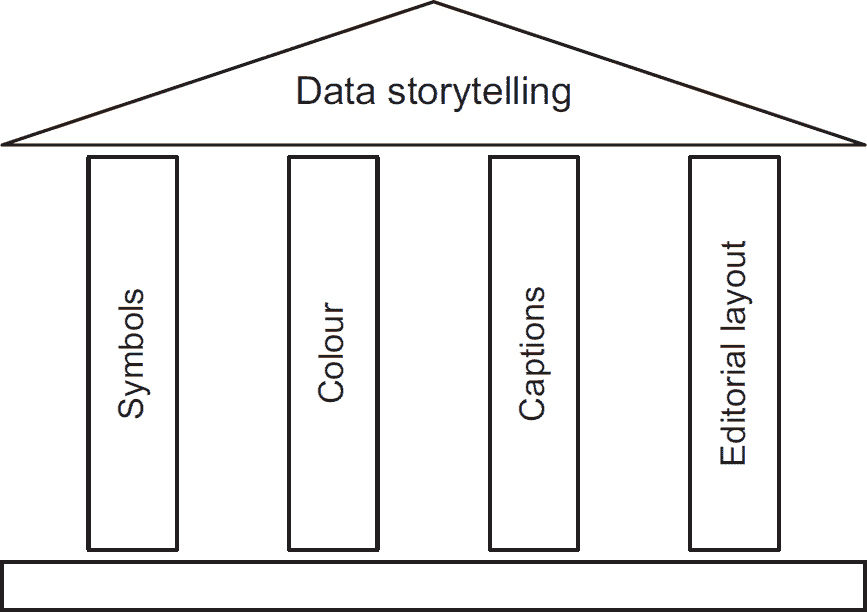 Data storytelling
Symbols
Colour
Captions
Editorial layout